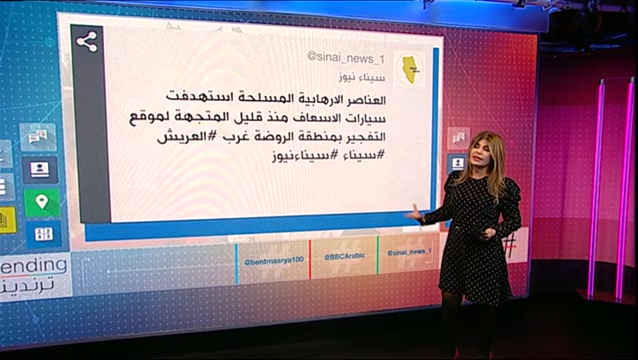 @sinai_news_1
سيناء نيوز
العناصر الارهابية المسلحة استهدفت
سيارات الاسعاف منذ قليل المتجهة لموقع
التفجير بمنطقة الروضة غرب #العريش
#سيناء #سيناءنيوز
ending
ترندينـ
@bentmasrya100
@BBCArabic
@sinai_news_1
#